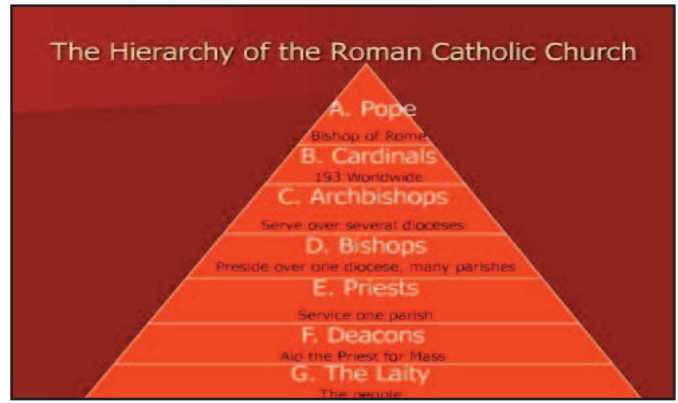 The Hierarchy of the Roman Catholic Church
A. Pope
Bishop of Rome
B. Cardinals
193 Worldwide
C. Archbishops
Serve over several dioceses
D. Bishops
Preside over one diocese, many parishes
E. Priests
Service one parish
F. Deacons
Aid the Priest for Mass
G. The Laity
The people